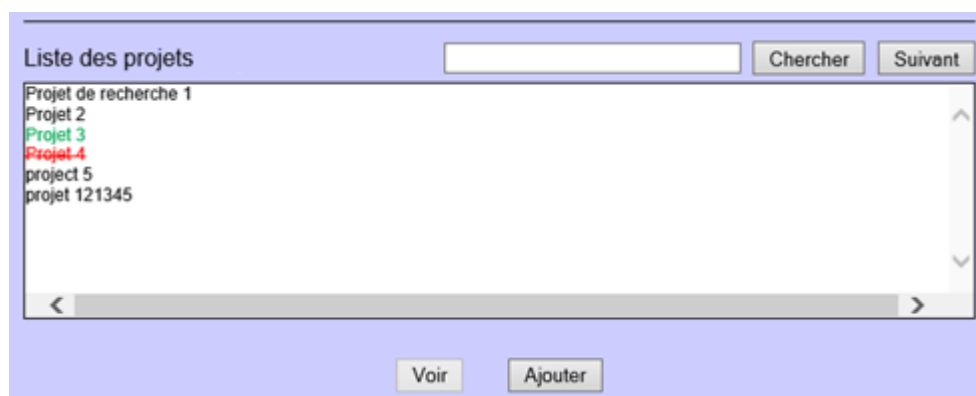 Liste des projets Chercher Suivant
Projet de recherche 1
Projet 2
Projet 3
Projet 4
project 5
projet 121345
Voir Ajouter